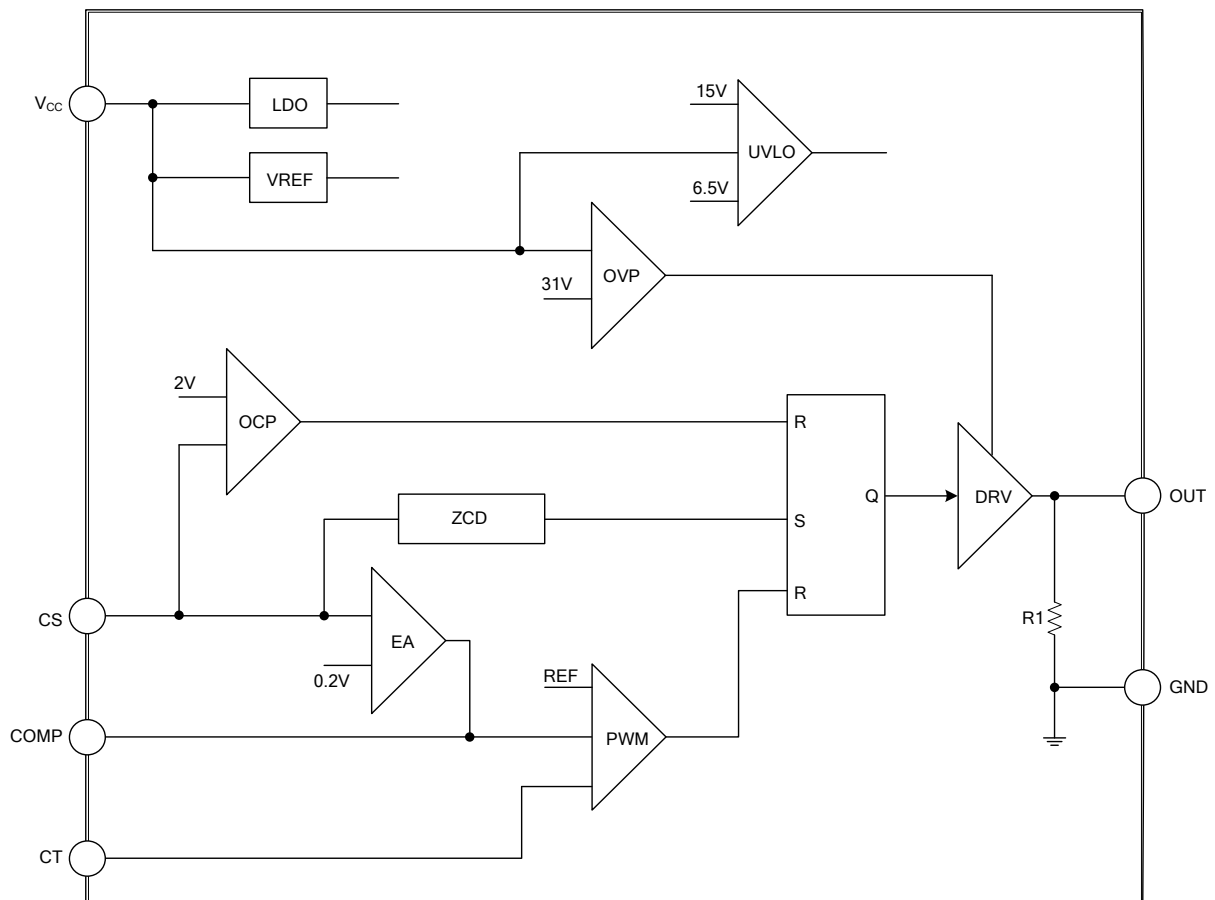 V_CC
LDO
15V
UVLO
VREF
6.5V
OVP
31V
2V
OCP
R
Q
DRV
OUT
ZCD
S
CS
EA
R
R1
0.2V
REF
GND
COMP
PWM
CT